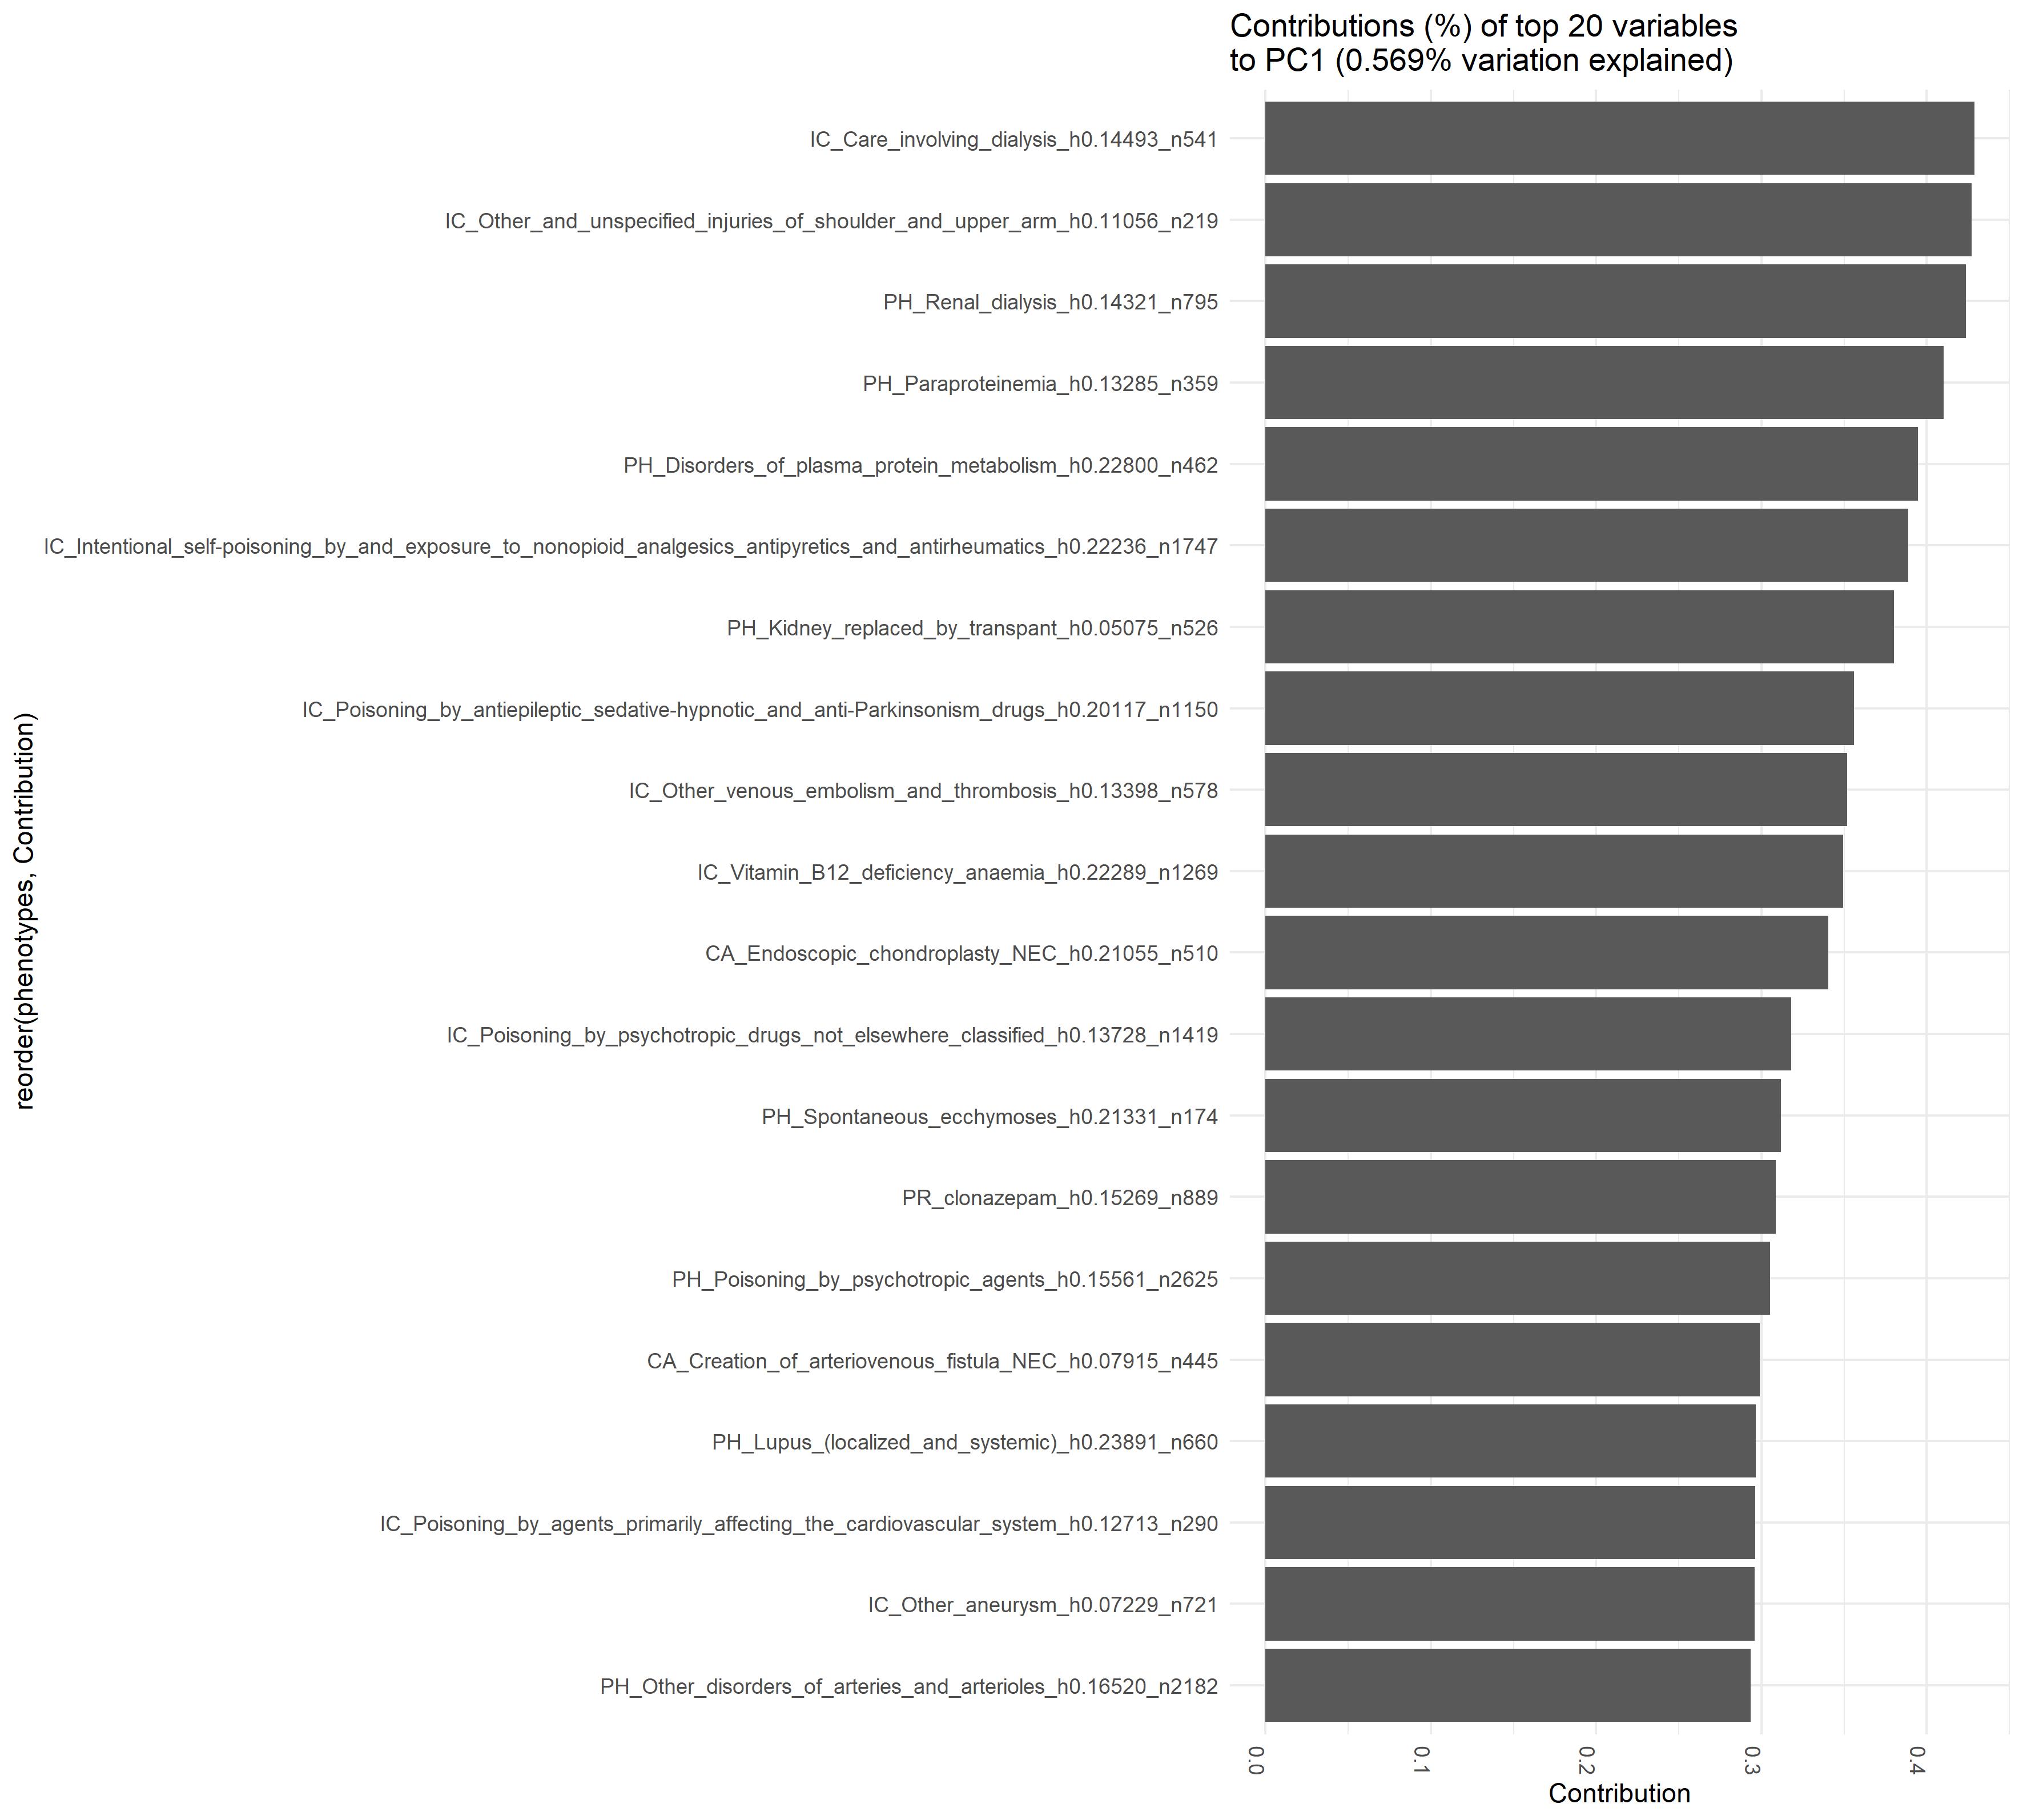 Contributions (%) of top 20 variables
to PC1 (0.569% variation explained)
reorder(phenotypes, Contribution)
IC_Care_involving_dialysis_h0.14493_n541
IC_Other_and_unspecified_injuries_of_shoulder_and_upper_arm_h0.11056_n219
PH_Renal_dialysis_h0.14321_n795
PH_Paraproteinemia_h0.13285_n359
PH_Disorders_of_plasma_protein_metabolism_h0.22800_n462
IC_Intentional_self-poisoning_by_and_exposure_to_nonopioid_analgesics_antipyretics_and_antirheumatics_h0.22236_n1747
PH_Kidney_replaced_by_transpant_h0.05075_n526
IC_Poisoning_by_antiepileptic_sedative-hypnotic_and_anti-Parkinsonism_drugs_h0.20117_n1150
IC_Other_venous_embolism_and_thrombosis_h0.13398_n578
IC_Vitamin_B12_deficiency_anaemia_h0.22289_n1269
CA_Endoscopic_chondroplasty_NEC_h0.21055_n510
IC_Poisoning_by_psychotropic_drugs_not_elsewhere_classified_h0.13728_n1419
PH_Spontaneous_ecchymoses_h0.21331_n174
PR_clonazepam_h0.15269_n889
PH_Poisoning_by_psychotropic_agents_h0.15561_n2625
CA_Creation_of_arteriovenous_fistula_NEC_h0.07915_n445
PH_Lupus_(localized_and_systemic)_h0.23891_n660
IC_Poisoning_by_agents_primarily_affecting_the_cardiovascular_system_h0.12713_n290
IC_Other_aneurysm_h0.07229_n721
PH_Other_disorders_of_arteries_and_arterioles_h0.16520_n2182
0.0 0.1 0.2 0.3 0.4
Contribution